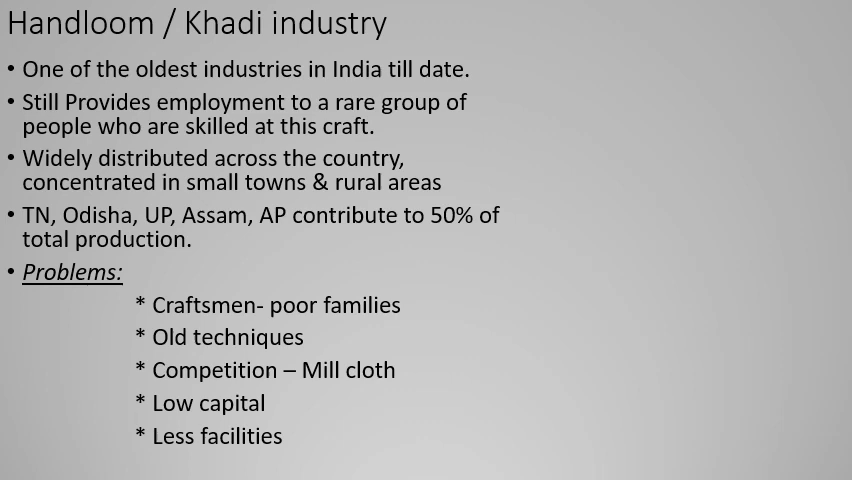 Handloom / Khadi industry
• One of the oldest industries in India till date.
• Still Provides employment to a rare group of
people who are skilled at this craft.
• Widely distributed across the country,
concentrated in small towns & rural areas
• TN, Odisha, UP, Assam, AP contribute to 50% of
total production.
• Problems:
* Craftsmen- poor families
* Old techniques
* Competition – Mill cloth
* Low capital
* Less facilities